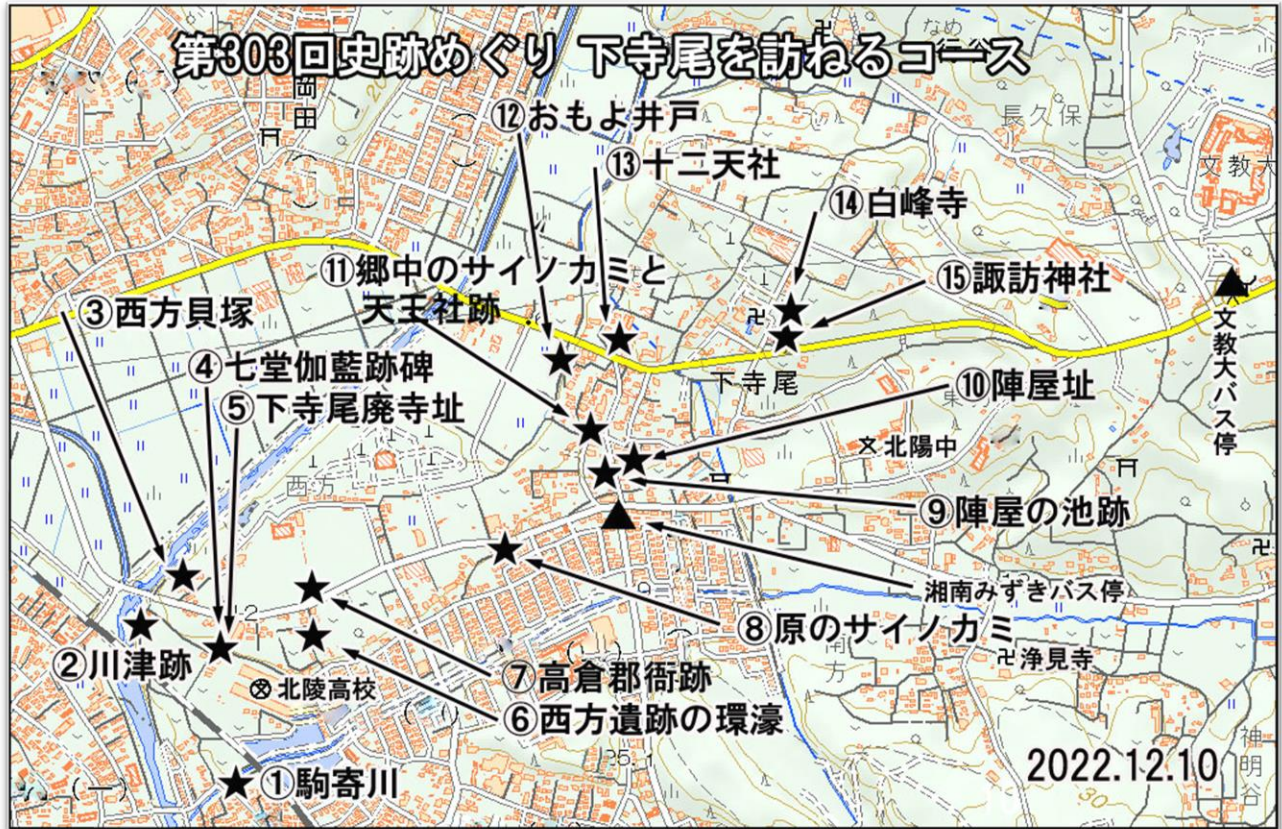 第303回史跡めぐり 下寺尾を訪ねるコース
なめ
岡田
長久保
文教大
⑫おもよ井戸
⑬十二天社
⑭白峰寺
⑪郷中のサイノカミと
天王社跡
⑮諏訪神社
③西方貝塚
④七堂伽藍跡碑
⑤下寺尾廃寺址
下寺尾
⑩陣屋址
文教大バス停
北陽中
西方
⑨陣屋の池跡
湘南みずきバス停
⑧原のサイノカミ
南方
浄見寺
②川津跡
北陵高校
⑦高倉郡衙跡
⑥西方遺跡の環濠
①駒寄川
2022.12.10
神明谷
30